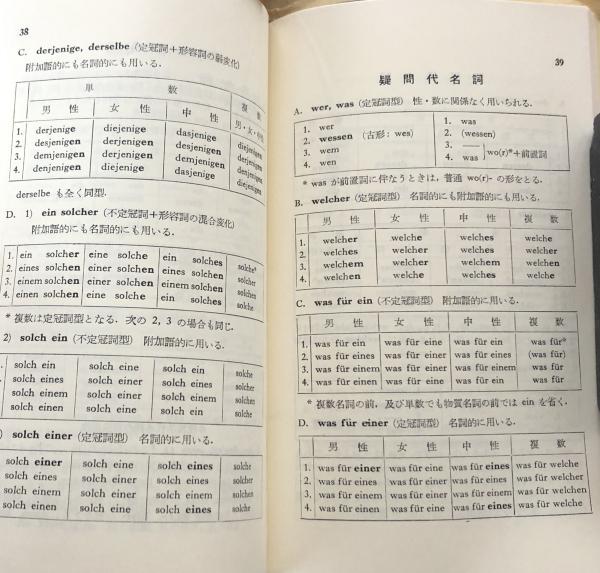 38
C. derjenige, derselbe (定冠詞+形容詞の弱変化)
附加語的にも名詞的にも用いる.
単 数 複 数
男 性 女 性 中 性 男・女・中性
1. derjenige diejenige dasjenige diejenigen
2. desjenigen derjenigen desjenigen derjenigen
3. demjenigen derjenigen demjenigen denjenigen
4. denjenigen diejenige dasjenige diejenigen
derselbe も全く同型.
D. 1) ein solcher (不定冠詞+形容詞の混合変化)
附加語的にも名詞的にも用いる.
1. ein solcher eine solche ein solches solche*
2. eines solchen einer solchen eines solchen solcher
3. einem solchen einer solchen einem solchen solchen
4. einen solchen eine solche ein solches solche
* 複数は定冠詞型となる. 次の 2, 3 の場合も同じ.
2) solch ein (不定冠詞型) 附加語的に用いる.
solch ein solch eine solch ein solche
solch eines solch einer solch eines solcher
solch einem solch einer solch einem solchen
solch einen solch eine solch ein solche
) solch einer (定冠詞型) 名詞的に用いる.
solch einer solch eine solch eines solche
solch eines solch einer solch eines solcher
solch einem solch einer solch einem solchen
solch einen solch eine solch eines solche
39
疑 問 代 名 詞
A. wer, was (定冠詞型) 性・数に関係なく用いられる.
1. wer 1. was
2. wessen (古形: wes) 2. (wessen)
3. wem 3. ――
4. wen 4. was }wo(r)*+前置詞
* was が前置詞に伴なうときは, 普通 wo(r)- の形をとる.
B. welcher (定冠詞型) 名詞的にも附加語的にも用いる.
男 性 女 性 中 性 複 数
1. welcher welche welches welche
2. welches welcher welches welcher
3. welchem welcher welchem welchen
4. welchen welche welches welche
C. was für ein (不定冠詞型) 附加語的に用いる.
男 性 女 性 中 性 複 数
1. was für ein was für eine was für ein was für*
2. was für eines was für einer was für eines (was für)
3. was für einem was für einer was für einem was für
4. was für einen was für eine was für ein was für
* 複数名詞の前, 及び単数でも物質名詞の前では ein を省く.
D. was für einer (定冠詞型) 名詞的に用いる.
男 性 女 性 中 性 複 数
1. was für einer was für eine was für eines was für welche
2. was für eines was für einer was für eines was für welcher
3. was für einem was für einer was für einem was für welchen
4. was für einen was für eine was für eines was für welche